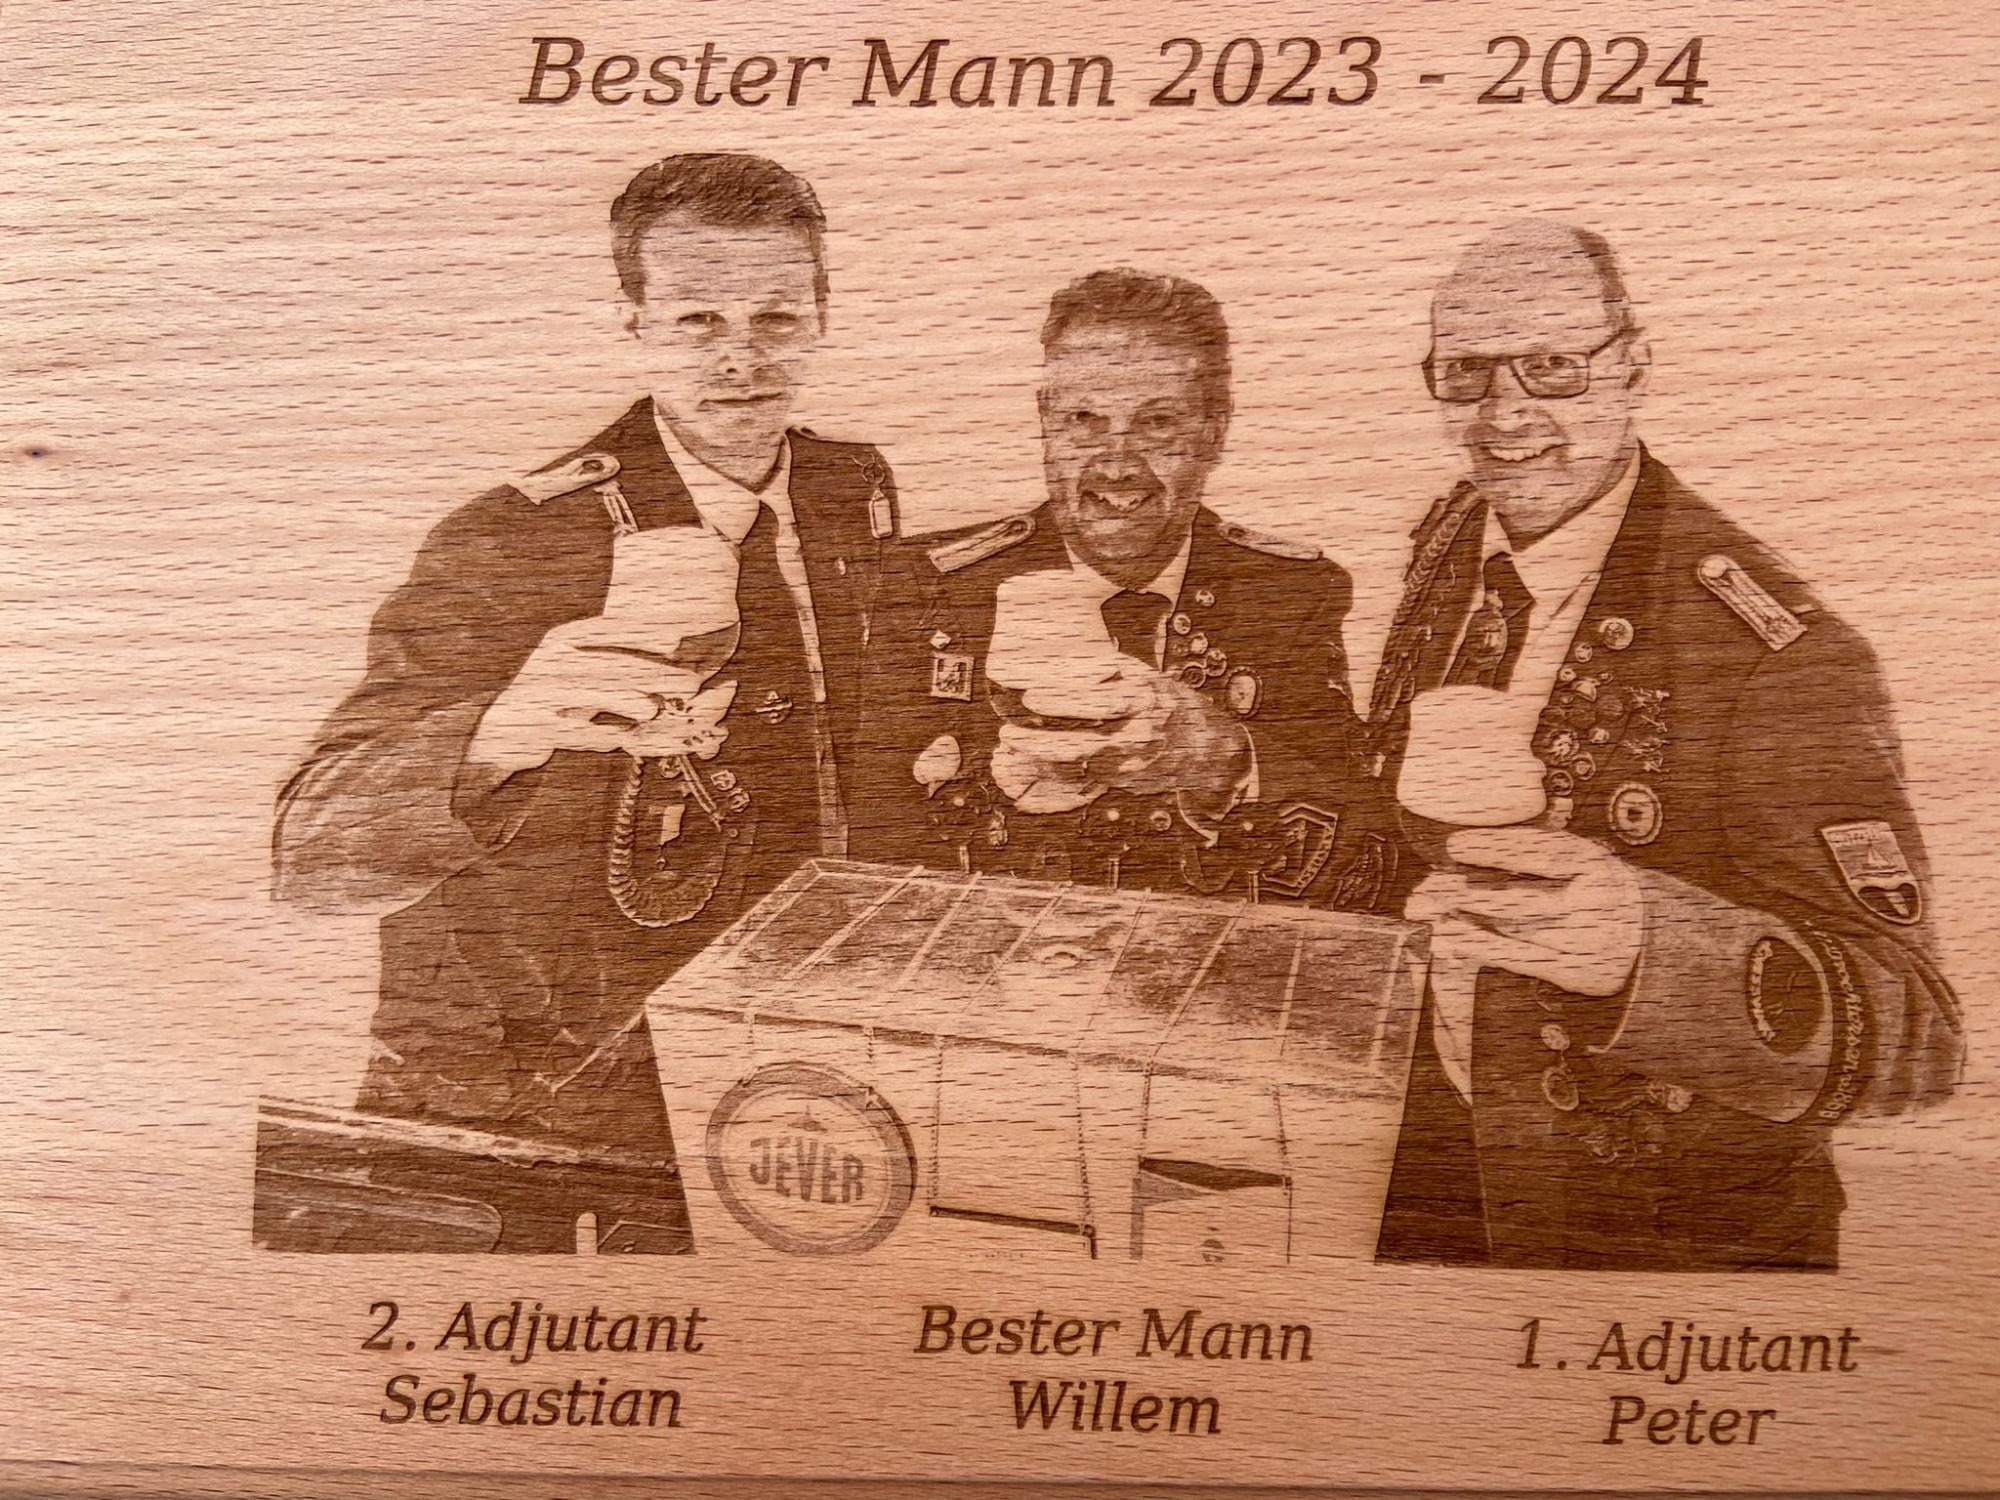 Bester Mann 2023 - 2024
JEVER
2. Adjutant
Sebastian
Bester Mann
Willem
1. Adjutant
Peter